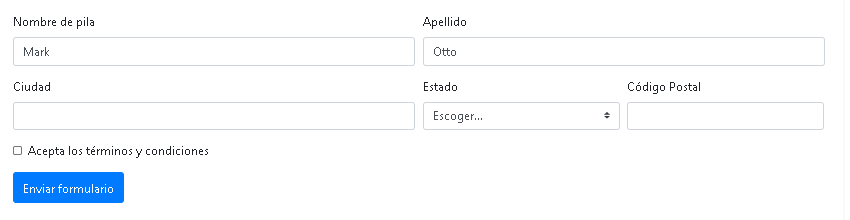 Nombre de pila Apellido
Mark Otto
Ciudad Estado Código Postal
Escoger...
Acepta los términos y condiciones
Enviar formulario